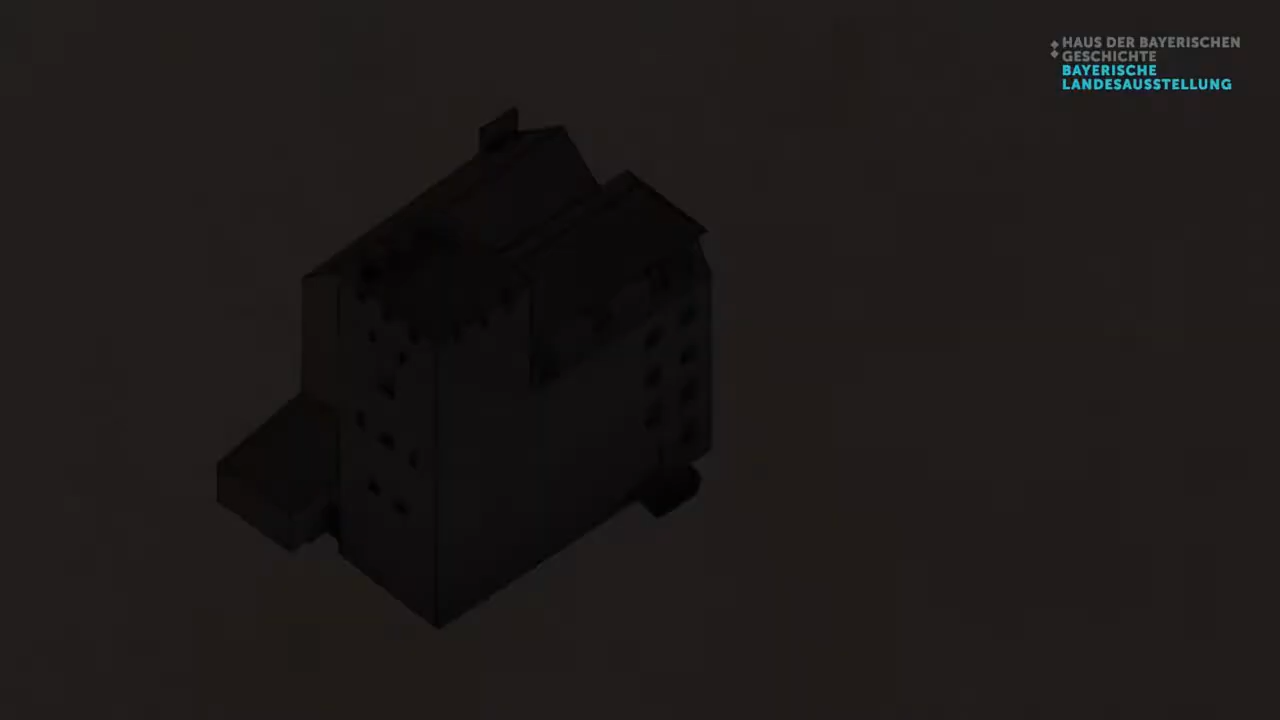 HAUS DER BAYERISCHEN
GESCHICHTE
BAYERISCHE
LANDESAUSSTELLUNG